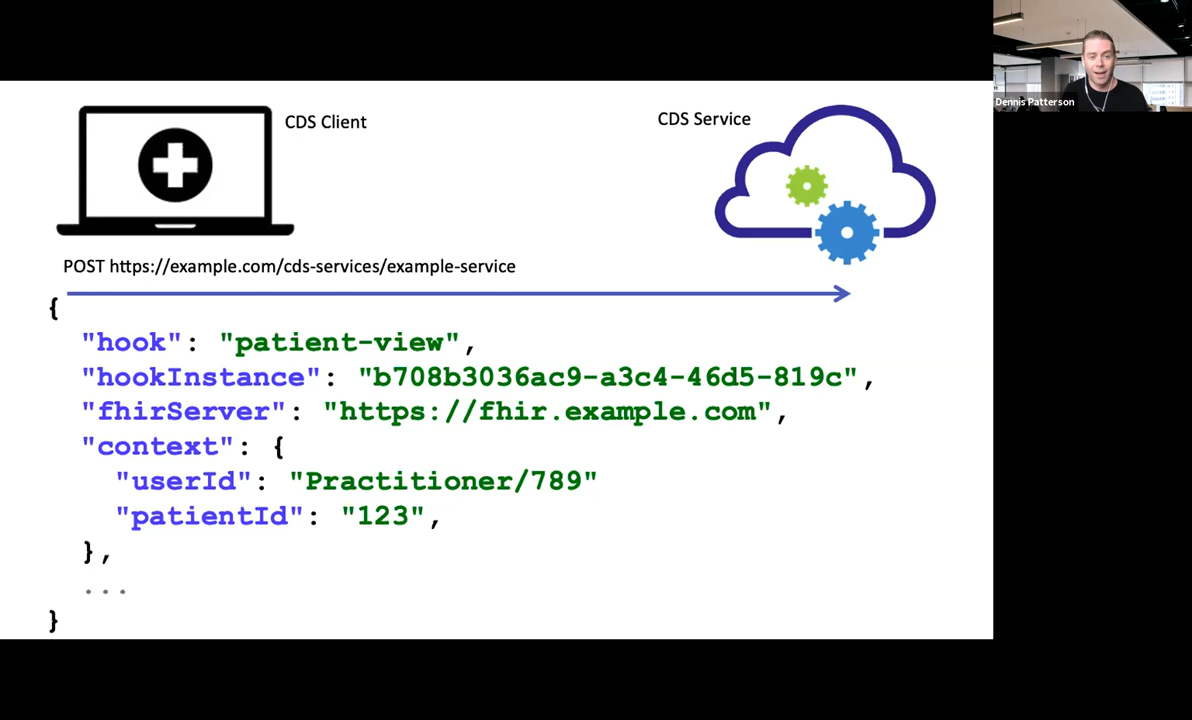 CDS Client
CDS Service
Dennis Patterson
POST https://example.com/cds-services/example-service
{
"hook": "patient-view",
"hookInstance": "b708b3036ac9-a3c4-46d5-819c",
"fhirServer": "https://fhir.example.com",
"context": {
"userId": "Practitioner/789"
"patientId": "123",
},
...
}